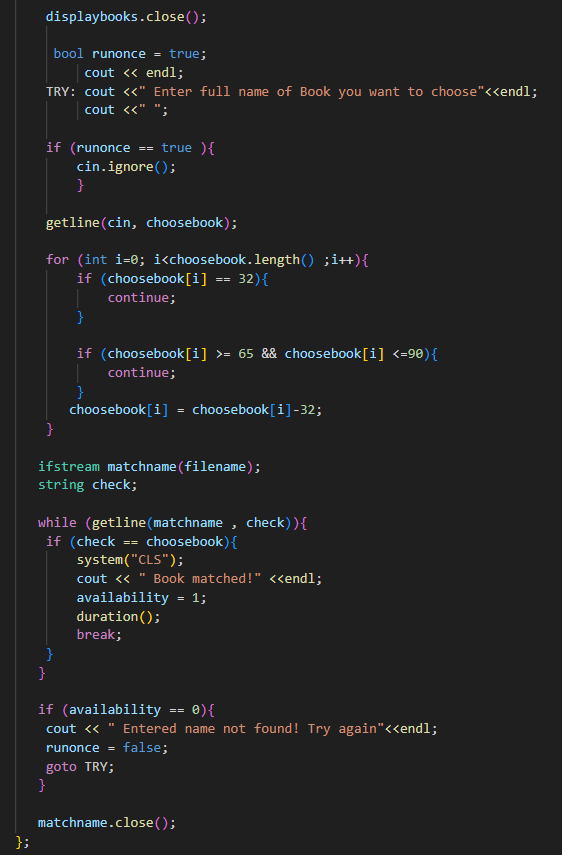 displaybooks.close();
bool runonce = true;
cout << endl;
TRY: cout <<" Enter full name of Book you want to choose"<<endl;
cout <<" ";
if (runonce == true ){
cin.ignore();
}
getline(cin, choosebook);
for (int i=0; i<choosebook.length() ;i++){
if (choosebook[i] == 32){
continue;
}
if (choosebook[i] >= 65 && choosebook[i] <=90){
continue;
}
choosebook[i] = choosebook[i]-32;
}
ifstream matchname(filename);
string check;
while (getline(matchname , check)){
if (check == choosebook){
system("CLS");
cout << " Book matched!" <<endl;
availability = 1;
duration();
break;
}
}
if (availability == 0){
cout << " Entered name not found! Try again"<<endl;
runonce = false;
goto TRY;
}
matchname.close();
};